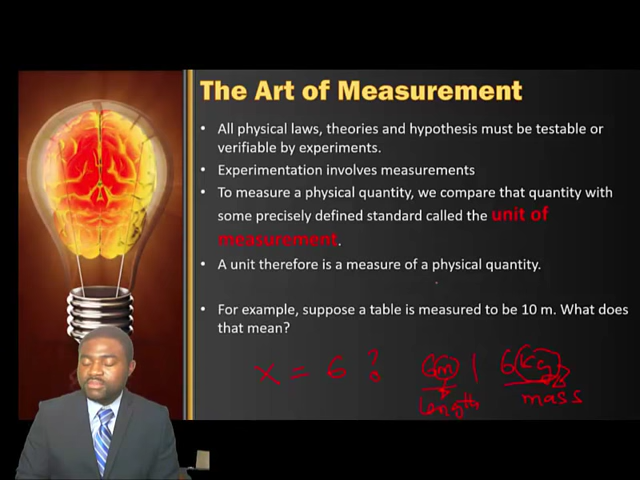 The Art of Measurement
• All physical laws, theories and hypothesis must be testable or
verifiable by experiments.
• Experimentation involves measurements
• To measure a physical quantity, we compare that quantity with
some precisely defined standard called the unit of
measurement.
• A unit therefore is a measure of a physical quantity.
• For example, suppose a table is measured to be 10 m. What does
that mean?
x = 6 ? 6m | 6kg
length mass